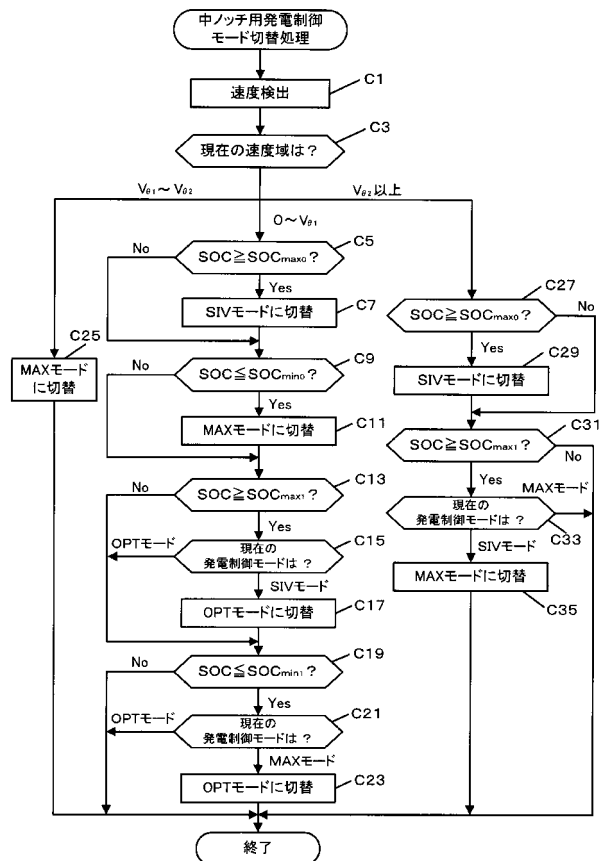 中ノッチ用発電制御
モード切替処理
C1
速度検出
C3
現在の速度域は？
Vθ1～Vθ2
0～Vθ1
Vθ2以上
C5
No
SOC≧SOCmax0？
Yes
C7
SIVモードに切替
C25
MAXモード
に切替
C9
No
SOC≦SOCmin0？
Yes
C11
MAXモードに切替
C13
No
SOC≧SOCmax1？
Yes
C15
OPTモード
現在の
発電制御モードは？
SIVモード
C17
OPTモードに切替
C19
No
SOC≦SOCmin1？
Yes
C21
OPTモード
現在の
発電制御モードは？
MAXモード
C23
OPTモードに切替
C27
SOC≧SOCmax0？
No
Yes
C29
SIVモードに切替
C31
SOC≧SOCmax1？
No
Yes
MAXモード
現在の
発電制御モードは？
C33
SIVモード
MAXモードに切替
C35
終了